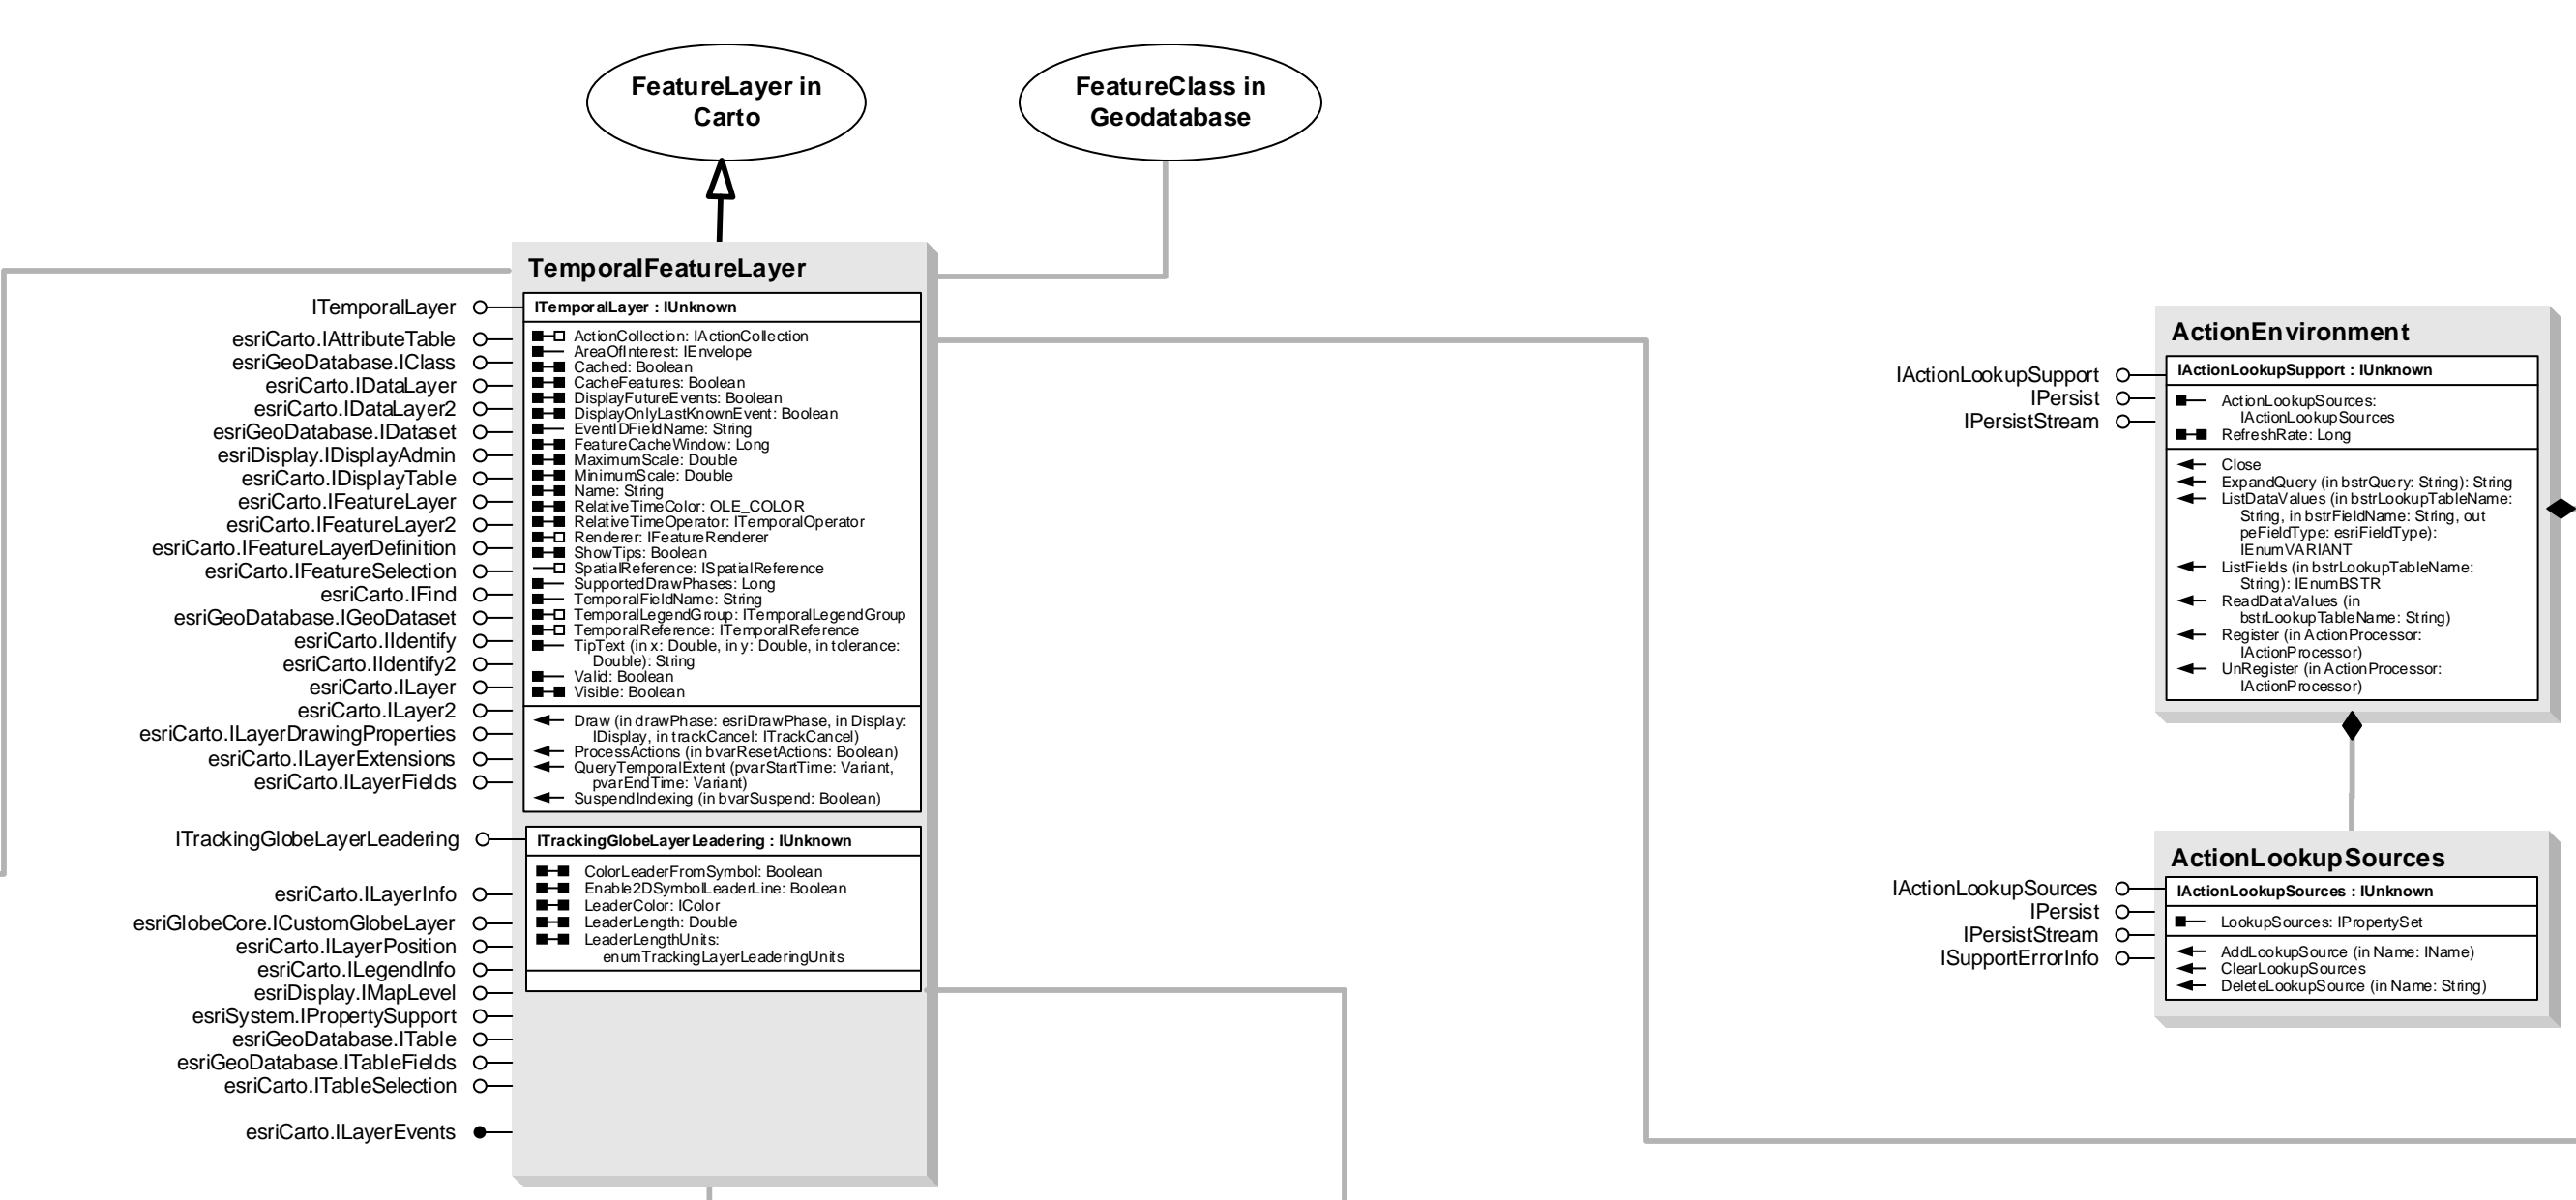 FeatureLayer in
Carto
FeatureClass in
Geodatabase
TemporalFeatureLayer
ITemporalLayer
esriCarto.IAttributeTable
esriGeoDatabase.IClass
esriCarto.IDataLayer
esriCarto.IDataLayer2
esriGeoDatabase.IDataset
esriDisplay.IDisplayAdmin
esriCarto.IDisplayTable
esriCarto.IFeatureLayer
esriCarto.IFeatureLayer2
esriCarto.IFeatureLayerDefinition
esriCarto.IFeatureSelection
esriCarto.IFind
esriGeoDatabase.IGeoDataset
esriCarto.IIdentify
esriCarto.IIdentify2
esriCarto.ILayer
esriCarto.ILayer2
esriCarto.ILayerDrawingProperties
esriCarto.ILayerExtensions
esriCarto.ILayerFields
ITrackingGlobeLayerLeadering
esriCarto.ILayerInfo
esriGlobeCore.ICustomGlobeLayer
esriCarto.ILayerPosition
esriCarto.ILegendInfo
esriDisplay.IMapLevel
esriSystem.IPropertySupport
esriGeoDatabase.ITable
esriGeoDatabase.ITableFields
esriCarto.ITableSelection
esriCarto.ILayerEvents
ITemporalLayer : IUnknown
ActionCollection: IActionCollection
AreaOfInterest: IEnvelope
Cached: Boolean
CacheFeatures: Boolean
DisplayFutureEvents: Boolean
DisplayOnlyLastKnownEvent: Boolean
EventIDFieldName: String
FeatureCacheWindow: Long
MaximumScale: Double
MinimumScale: Double
Name: String
RelativeTimeColor: OLE_COLOR
RelativeTimeOperator: ITemporalOperator
Renderer: IFeatureRenderer
ShowTips: Boolean
SpatialReference: ISpatialReference
SupportedDrawPhases: Long
TemporalFieldName: String
TemporalLegendGroup: ITemporalLegendGroup
TemporalReference: ITemporalReference
TipText (in x: Double, in y: Double, in tolerance:
Double): String
Valid: Boolean
Visible: Boolean
Draw (in drawPhase: esriDrawPhase, in Display:
IDisplay, in trackCancel: ITrackCancel)
ProcessActions (in bvarResetActions: Boolean)
QueryTemporalExtent (pvarStartTime: Variant,
pvarEndTime: Variant)
SuspendIndexing (in bvarSuspend: Boolean)
ITrackingGlobeLayerLeadering : IUnknown
ColorLeaderFromSymbol: Boolean
Enable2DSymbolLeaderLine: Boolean
LeaderColor: IColor
LeaderLength: Double
LeaderLengthUnits:
enumTrackingLayerLeaderingUnits
ActionEnvironment
IActionLookupSupport
IPersist
IPersistStream
IActionLookupSupport : IUnknown
ActionLookupSources:
IActionLookupSources
RefreshRate: Long
Close
ExpandQuery (in bstrQuery: String): String
ListDataValues (in bstrLookupTableName:
String, in bstrFieldName: String, out
peFieldType: esriFieldType):
IEnumVARIANT
ListFields (in bstrLookupTableName:
String): IEnumBSTR
ReadDataValues (in
bstrLookupTableName: String)
Register (in ActionProcessor:
IActionProcessor)
UnRegister (in ActionProcessor:
IActionProcessor)
ActionLookupSources
IActionLookupSources
IPersist
IPersistStream
ISupportErrorInfo
IActionLookupSources : IUnknown
LookupSources: IPropertySet
AddLookupSource (in Name: IName)
ClearLookupSources
DeleteLookupSource (in Name: String)